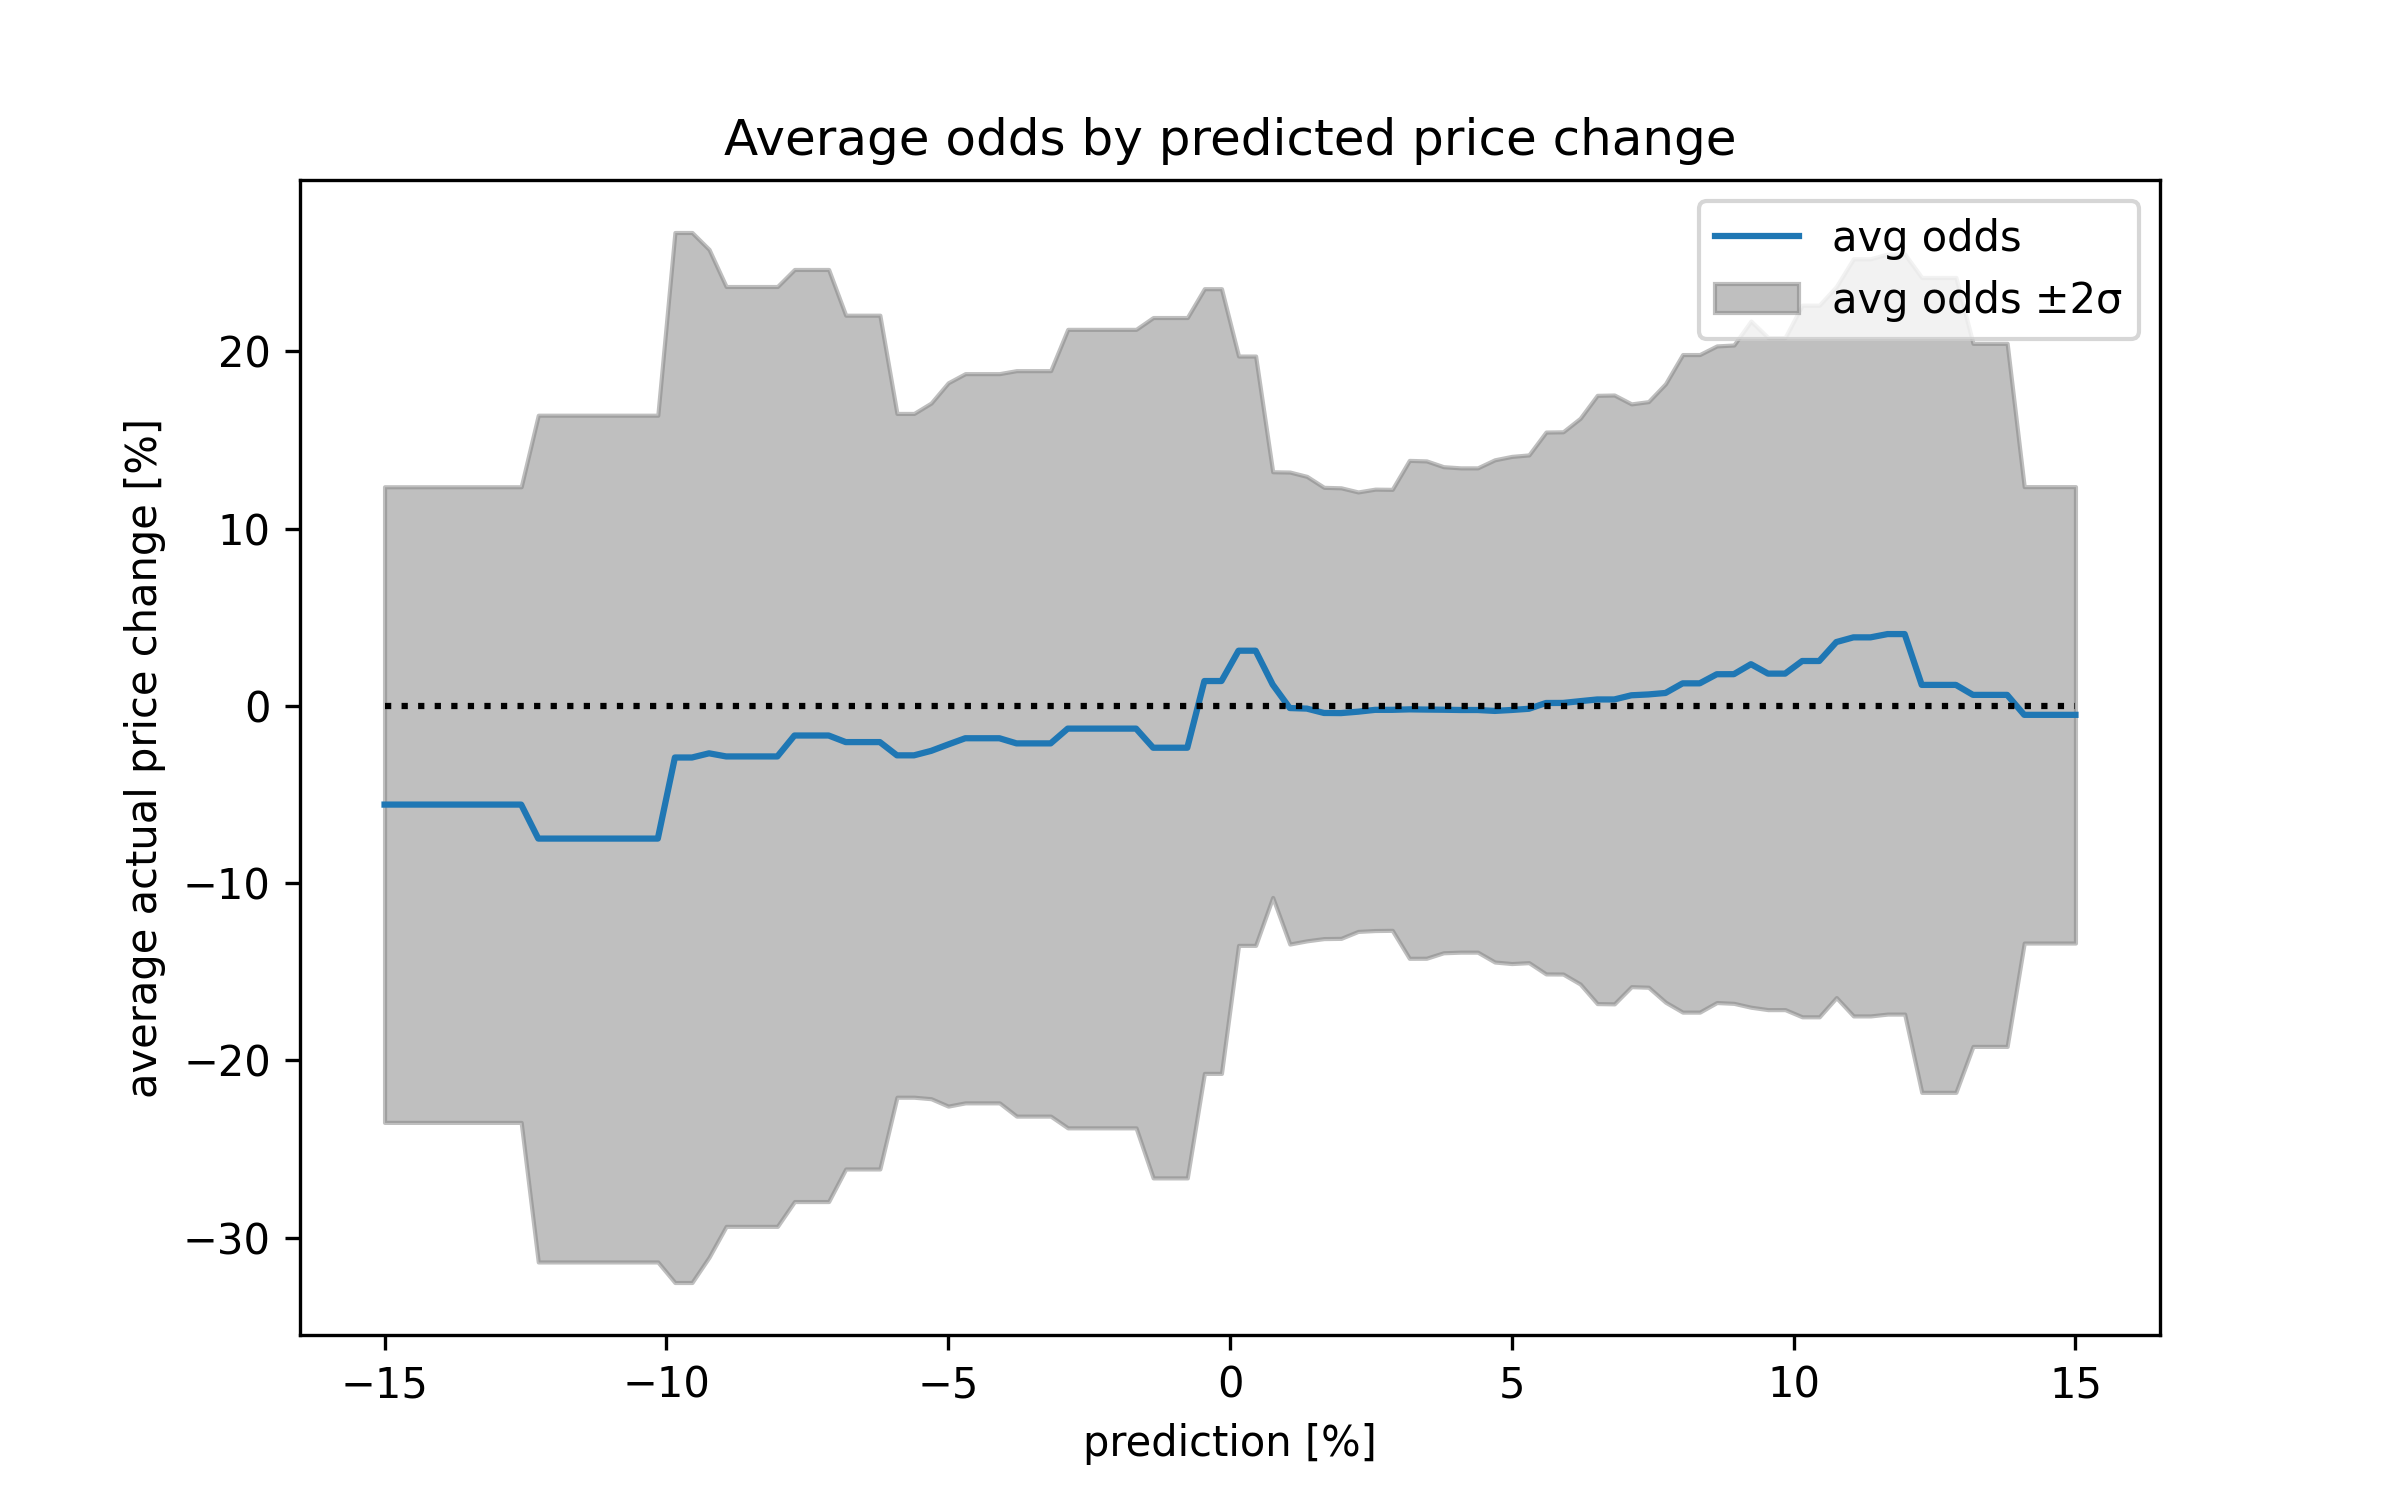 Average odds by predicted price change
avg odds
avg odds ±2σ
average actual price change [%]
20
10
0
−10
−20
−30
−15
−10
−5
0
5
10
15
prediction [%]